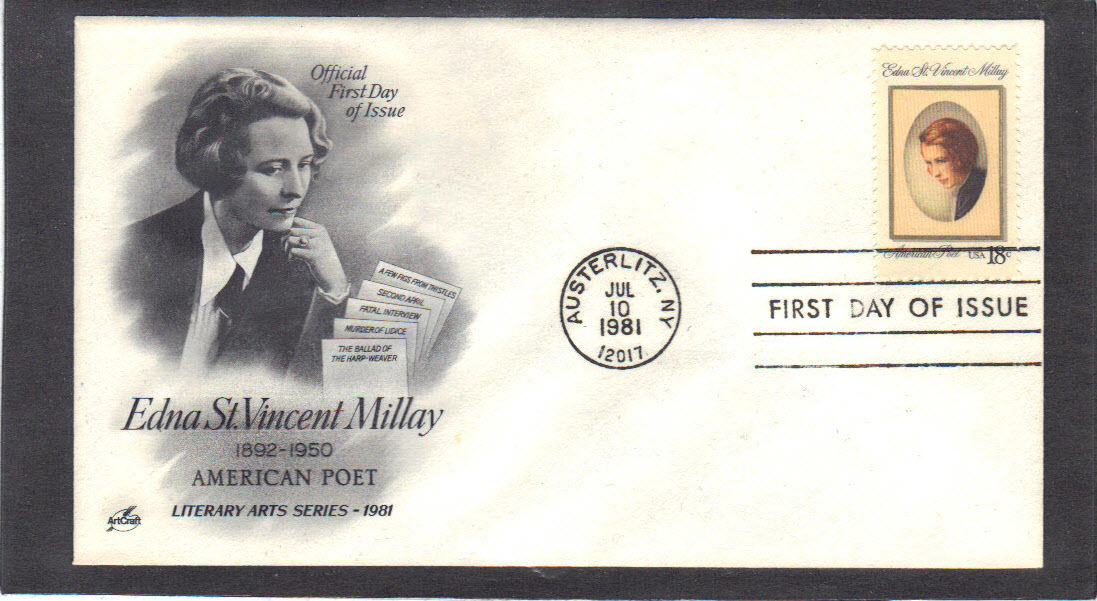 Official
First Day
of Issue
A FEW FIGS FROM THISTLES
SECOND APRIL
FATAL INTERVIEW
MURDER OF LIDICE
THE BALLAD OF
THE HARP-WEAVER
Edna St. Vincent Millay
1892-1950
AMERICAN POET
LITERARY ARTS SERIES - 1981
ArtCraft
AUSTERLITZ, NY
JUL
10
1981
12017
Edna St. Vincent Millay
American Poet USA 18c
FIRST DAY OF ISSUE